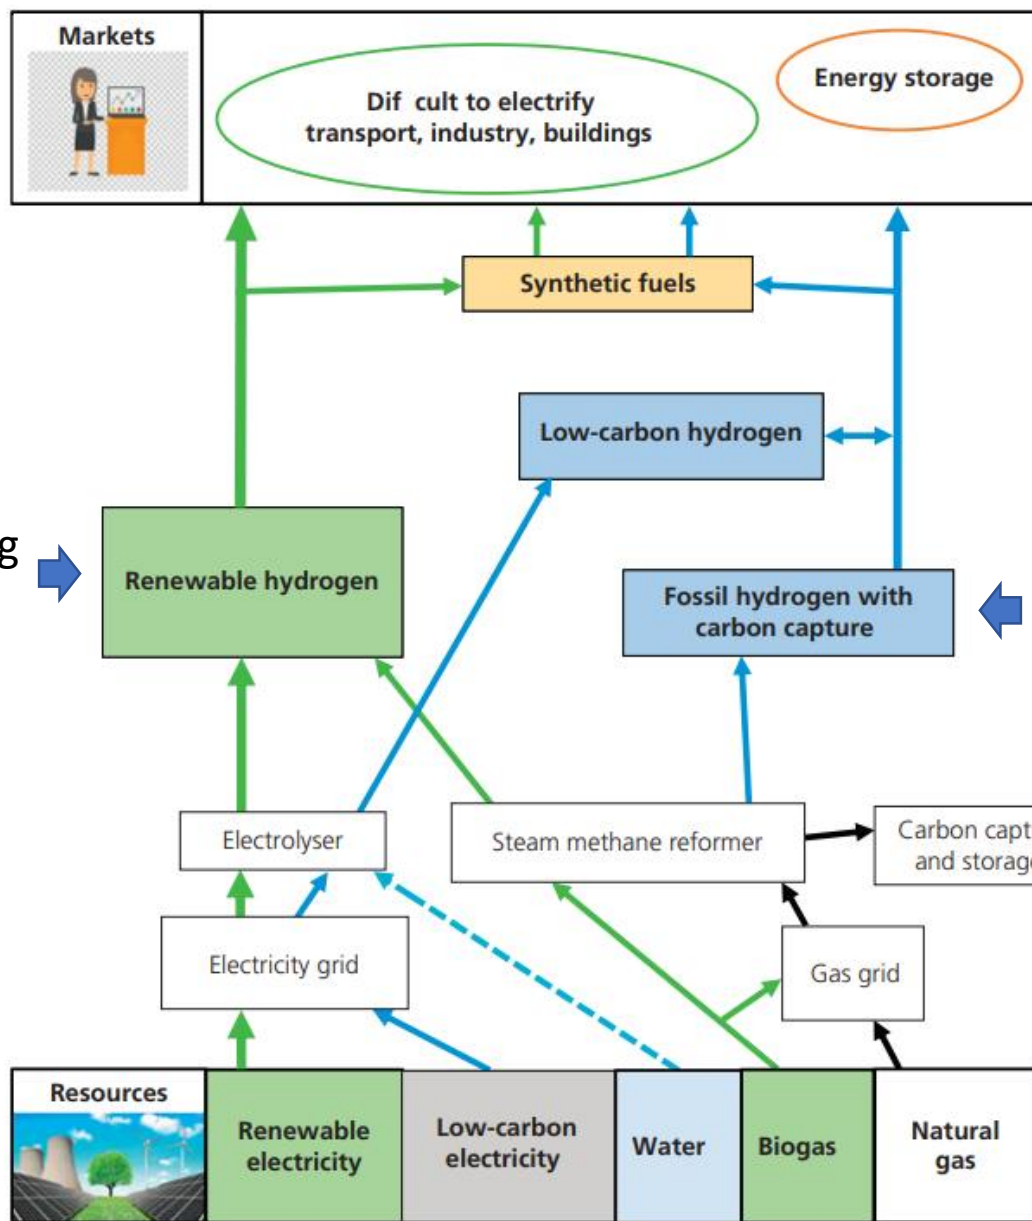 Markets
Dif cult to electrify
transport, industry, buildings
Energy storage
Synthetic fuels
Low-carbon hydrogen
g
Renewable hydrogen
Fossil hydrogen with
carbon capture
Electrolyser
Steam methane reformer
Carbon capt
and storage
Electricity grid
Gas grid
Resources
Renewable
electricity
Low-carbon
electricity
Water
Biogas
Natural
gas